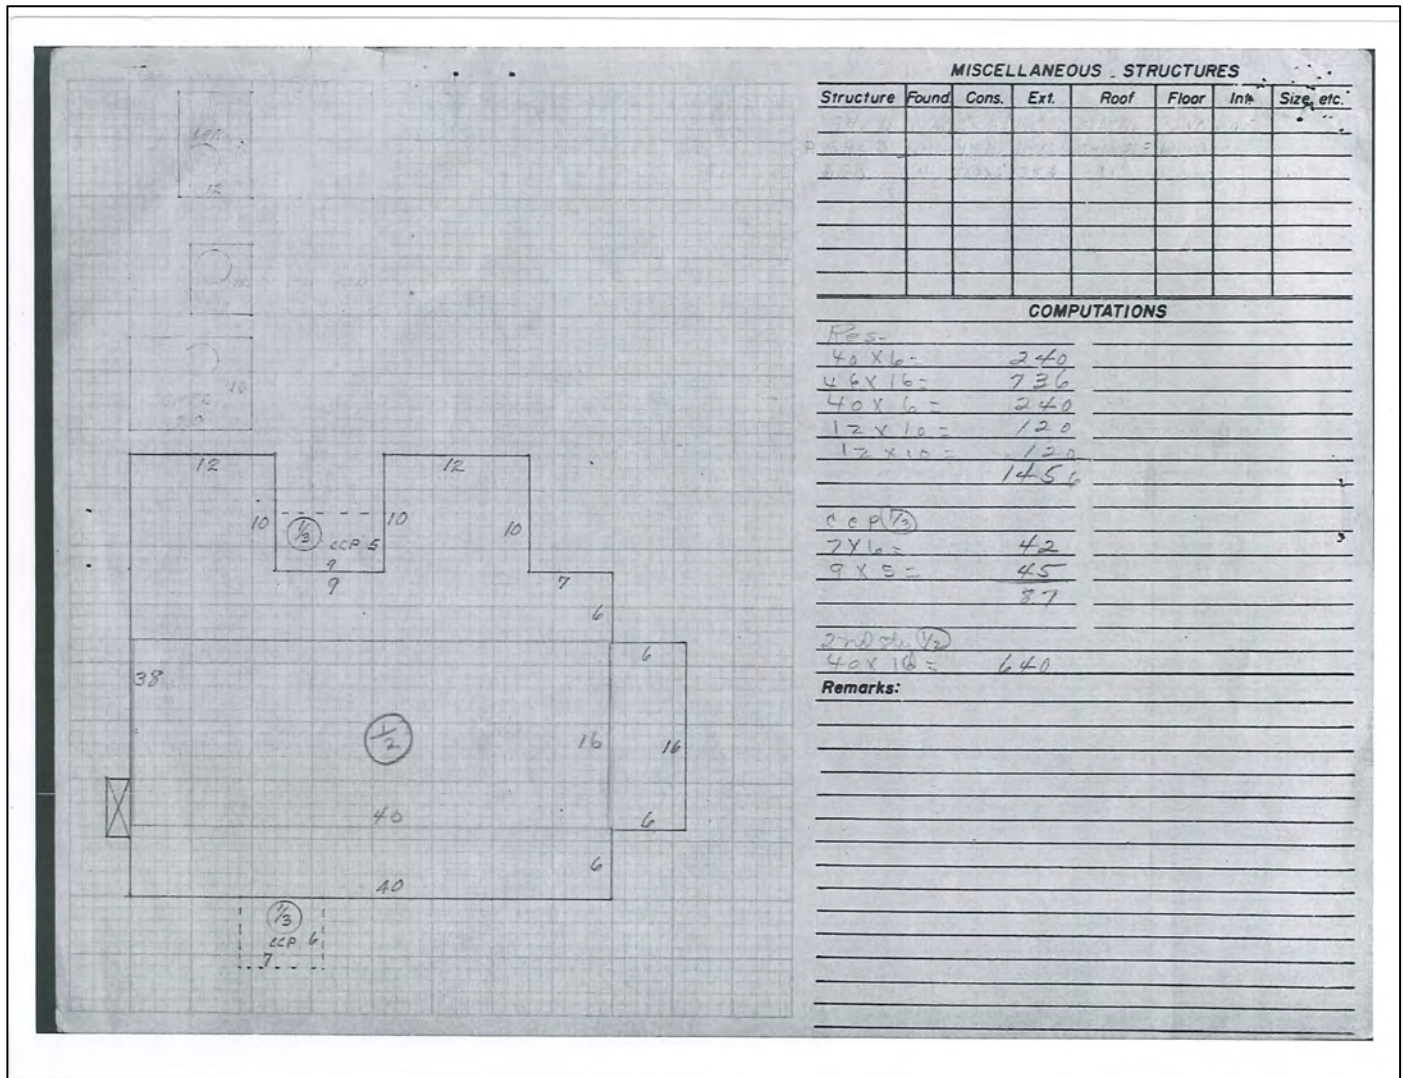 MISCELLANEOUS STRUCTURES
Structure Found. Cons. Ext. Roof Floor Int. Size, etc.
12
10
20
12 12
10 1/3 CCP 5 10 10
9
9 7
6
6
38
1/2 16 16
40
6
6
40
1/3
CCP 6
7
COMPUTATIONS
Res-
40 X 6 = 240
46 X 16 = 736
40 X 6 = 240
12 X 10 = 120
12 X 10 = 120
1456
CCP 1/3
7 X 6 = 42
9 X 5 = 45
87
2nd 1/2
40 X 16 = 640
Remarks: